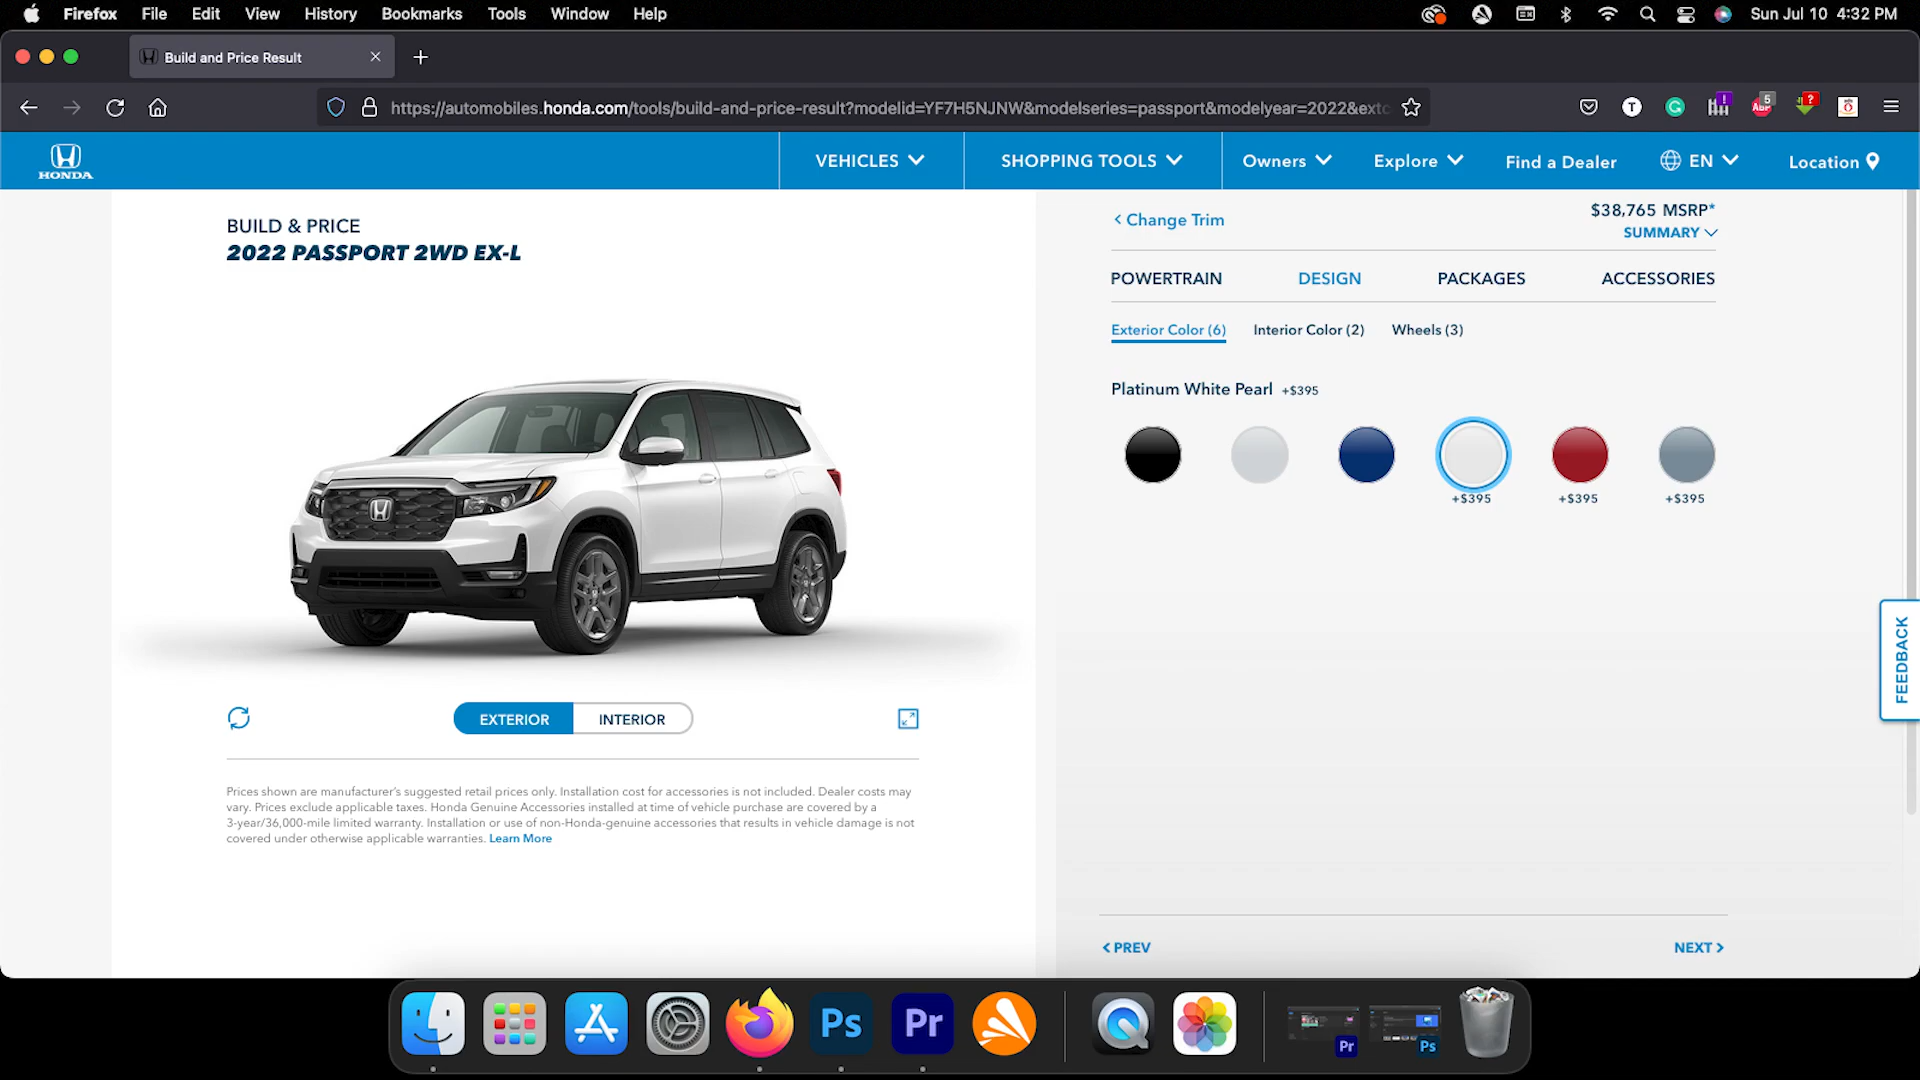 Firefox File Edit View History Bookmarks Tools Window Help Sun Jul 10 4:32 PM
Build and Price Result
https://automobiles.honda.com/tools/build-and-price-result?modelid=YF7H5NJNW&modelseries=passport&modelyear=2022&extc
T ! ABP 5 ?
HONDA VEHICLES SHOPPING TOOLS Owners Explore Find a Dealer EN Location
BUILD & PRICE
2022 PASSPORT 2WD EX-L
EXTERIOR INTERIOR
Prices shown are manufacturer's suggested retail prices only. Installation cost for accessories is not included. Dealer costs may
vary. Prices exclude applicable taxes. Honda Genuine Accessories installed at time of vehicle purchase are covered by a
3-year/36,000-mile limited warranty. Installation or use of non-Honda-genuine accessories that results in vehicle damage is not
covered under otherwise applicable warranties. Learn More
< Change Trim
$38,765 MSRP*
SUMMARY
POWERTRAIN DESIGN PACKAGES ACCESSORIES
Exterior Color (6) Interior Color (2) Wheels (3)
Platinum White Pearl +$395
+$395 +$395 +$395
FEEDBACK
< PREV NEXT >
Ps Pr Pr Ps